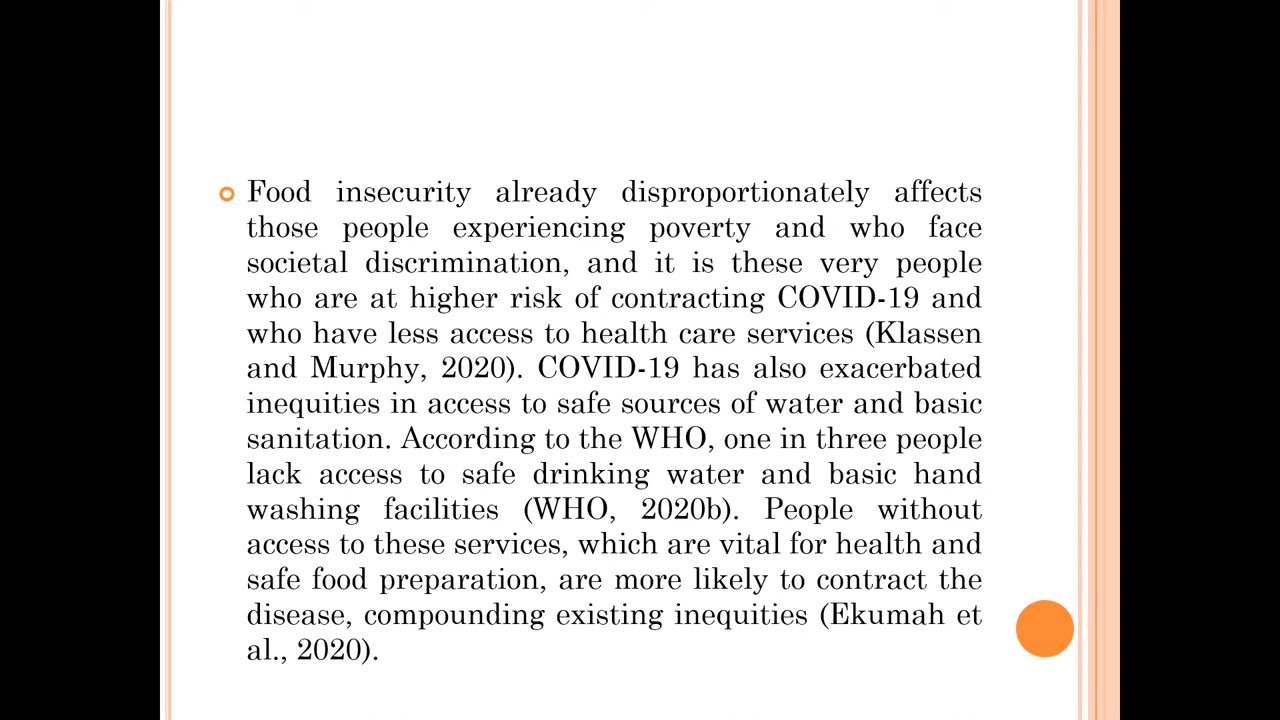 Food insecurity already disproportionately affects
those people experiencing poverty and who face
societal discrimination, and it is these very people
who are at higher risk of contracting COVID-19 and
who have less access to health care services (Klassen
and Murphy, 2020). COVID-19 has also exacerbated
inequities in access to safe sources of water and basic
sanitation. According to the WHO, one in three people
lack access to safe drinking water and basic hand
washing facilities (WHO, 2020b). People without
access to these services, which are vital for health and
safe food preparation, are more likely to contract the
disease, compounding existing inequities (Ekumah et
al., 2020).